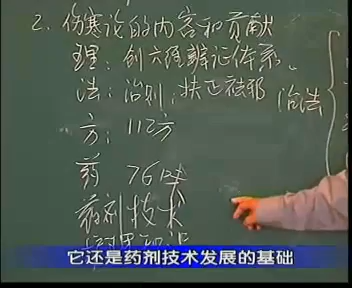 2. 伤寒论的内容和贡献
理：创六经辨证体系、
法：治则：扶正祛邪 治法
方：112方
药 76味
药剂技术
它还是药剂技术发展的基础